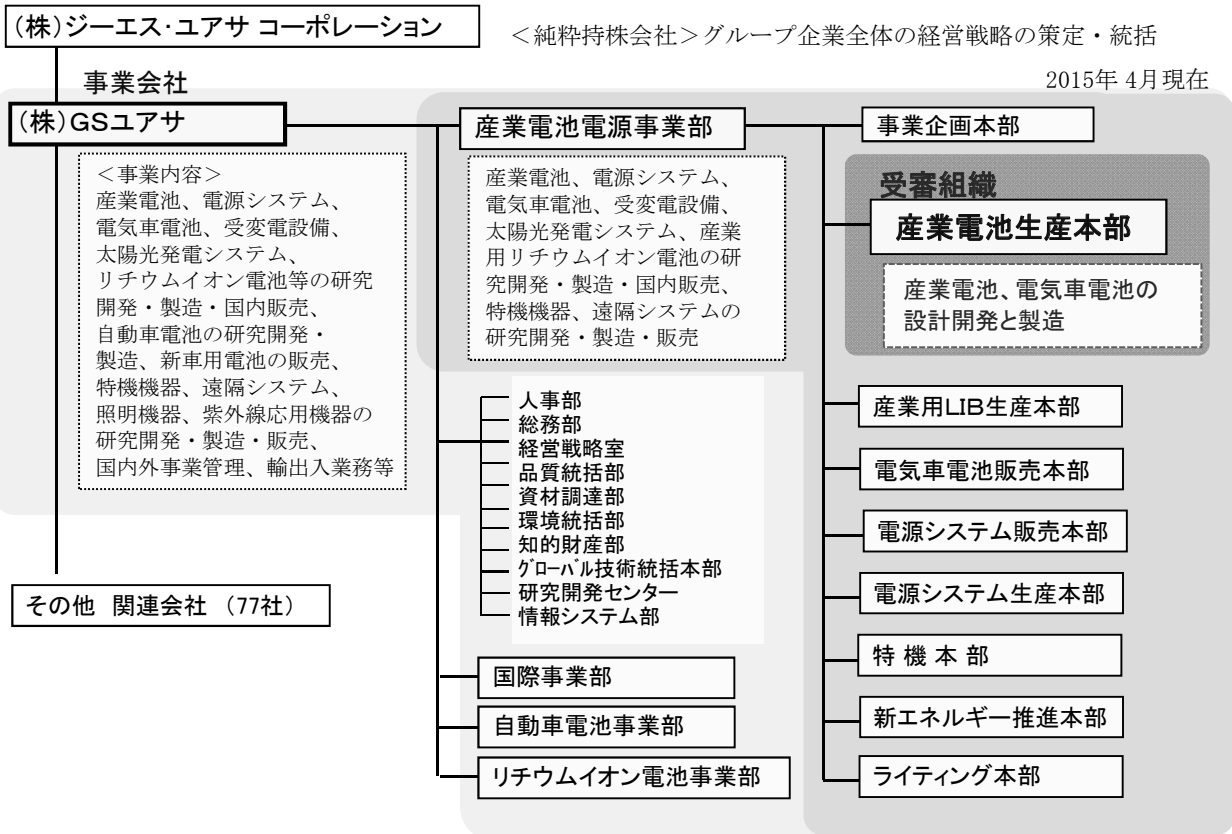 (株)ジーエス･ユアサ コーポレーション
＜純粋持株会社＞グループ企業全体の経営戦略の策定・統括
2015年 4月現在
事業会社
(株)GSユアサ
＜事業内容＞
産業電池、電源システム、
電気車電池、受変電設備、
太陽光発電システム、
リチウムイオン電池等の研究
開発・製造・国内販売、
自動車電池の研究開発・
製造、新車用電池の販売、
特機機器、遠隔システム、
照明機器、紫外線応用機器の
研究開発・製造・販売、
国内外事業管理、輸出入業務等
その他 関連会社 (77社)
産業電池電源事業部
産業電池、電源システム、
電気車電池、受変電設備、
太陽光発電システム、産業
用リチウムイオン電池の研
究開発・製造・国内販売、
特機機器、遠隔システムの
研究開発・製造・販売
人事部
総務部
経営戦略室
品質統括部
資材調達部
環境統括部
知的財産部
ｸﾞﾛｰﾊﾞﾙ技術統括本部
研究開発センター
情報システム部
国際事業部
自動車電池事業部
リチウムイオン電池事業部
事業企画本部
受審組織
産業電池生産本部
産業電池、電気車電池の
設計開発と製造
産業用LIB生産本部
電気車電池販売本部
電源システム販売本部
電源システム生産本部
特 機 本 部
新エネルギー推進本部
ライティング本部